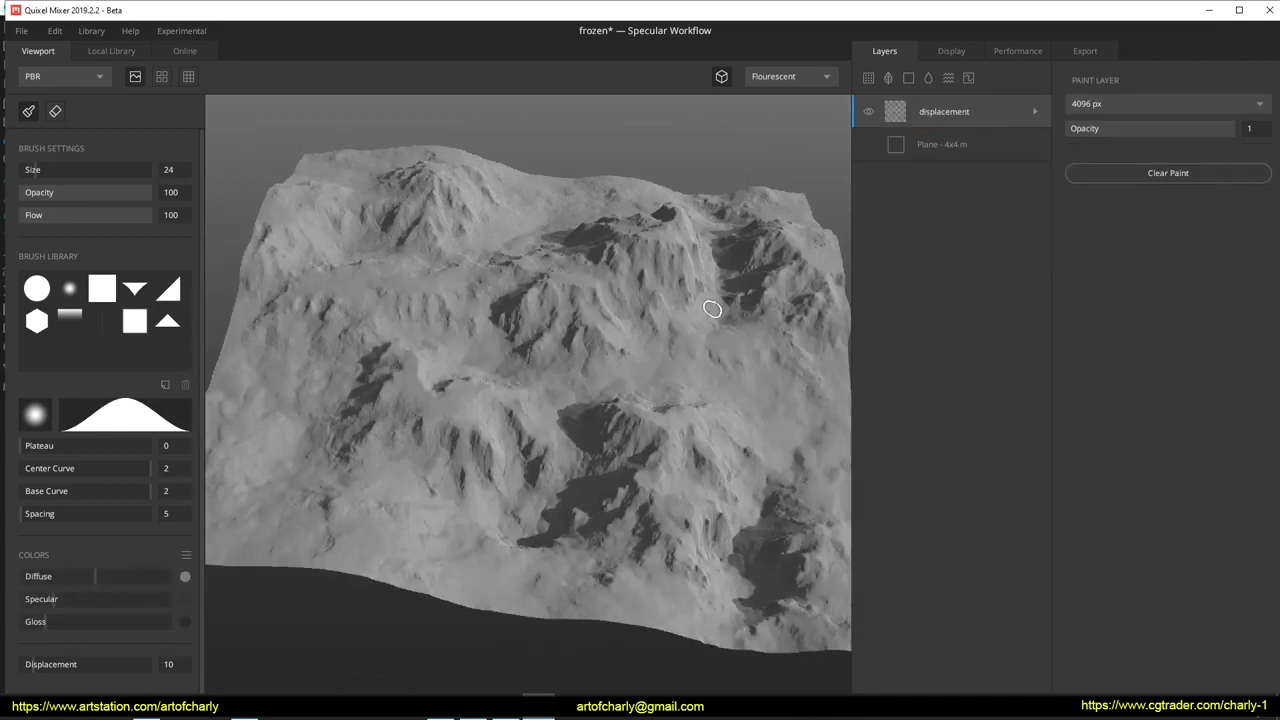 Quixel Mixer 2019.2.2 - Beta
File Edit Library Help Experimental
frozen* — Specular Workflow
Viewport Local Library Online
Layers Display Performance Export
PBR
Flourescent
PAINT LAYER
4096 px
Opacity 1
Clear Paint
displacement
Plane - 4x4 m
BRUSH SETTINGS
Size 24
Opacity 100
Flow 100
BRUSH LIBRARY
Plateau 0
Center Curve 2
Base Curve 2
Spacing 5
COLORS
Diffuse
Specular
Gloss
Displacement 10
https://www.artstation.com/artofcharly artofcharly@gmail.com https://www.cgtrader.com/charly-1